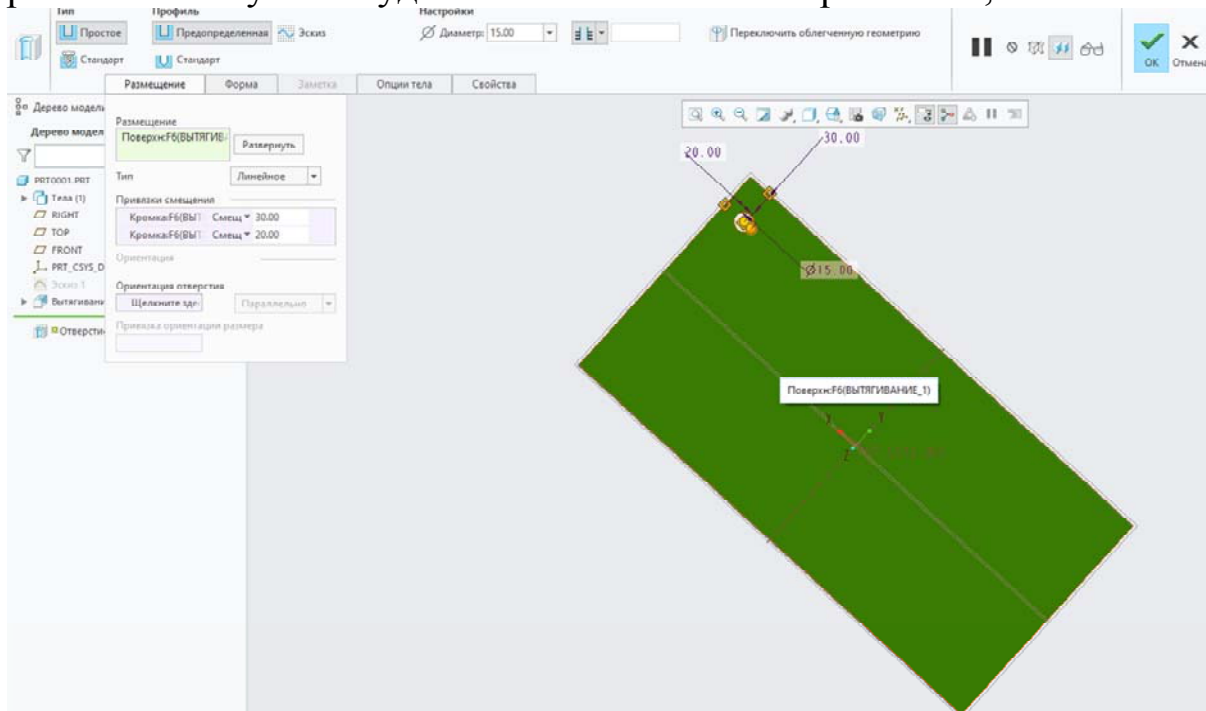 Тип Профиль Настройки
Простое Предопределенная Эскиз Диаметр: 15.00 Переключить облегченную геометрию
Стандарт Стандарт OK Отмена
Размещение Форма Заметка Опции тела Свойства
Дерево модел
Размещение
Дерево модел
Поверхн:F6(ВЫТЯГИВ Развернуть
PRT0001.PRT
Тип Линейное
Тела (1)
Привязки смещения
RIGHT
Кромка:F6(ВЫТ Смещ 30.00
TOP
Кромка:F6(ВЫТ Смещ 20.00
FRONT
Ориентация
PRT_CSYS_D
Эскиз 1
Ориентация отверстия
Вытягивани
Щелкните зде Параллельно
Привязка ориентации размера
Отверсти
20.00
30.00
Ø15.00
Поверхн:F6(ВЫТЯГИВАНИЕ_1)
Y
Z